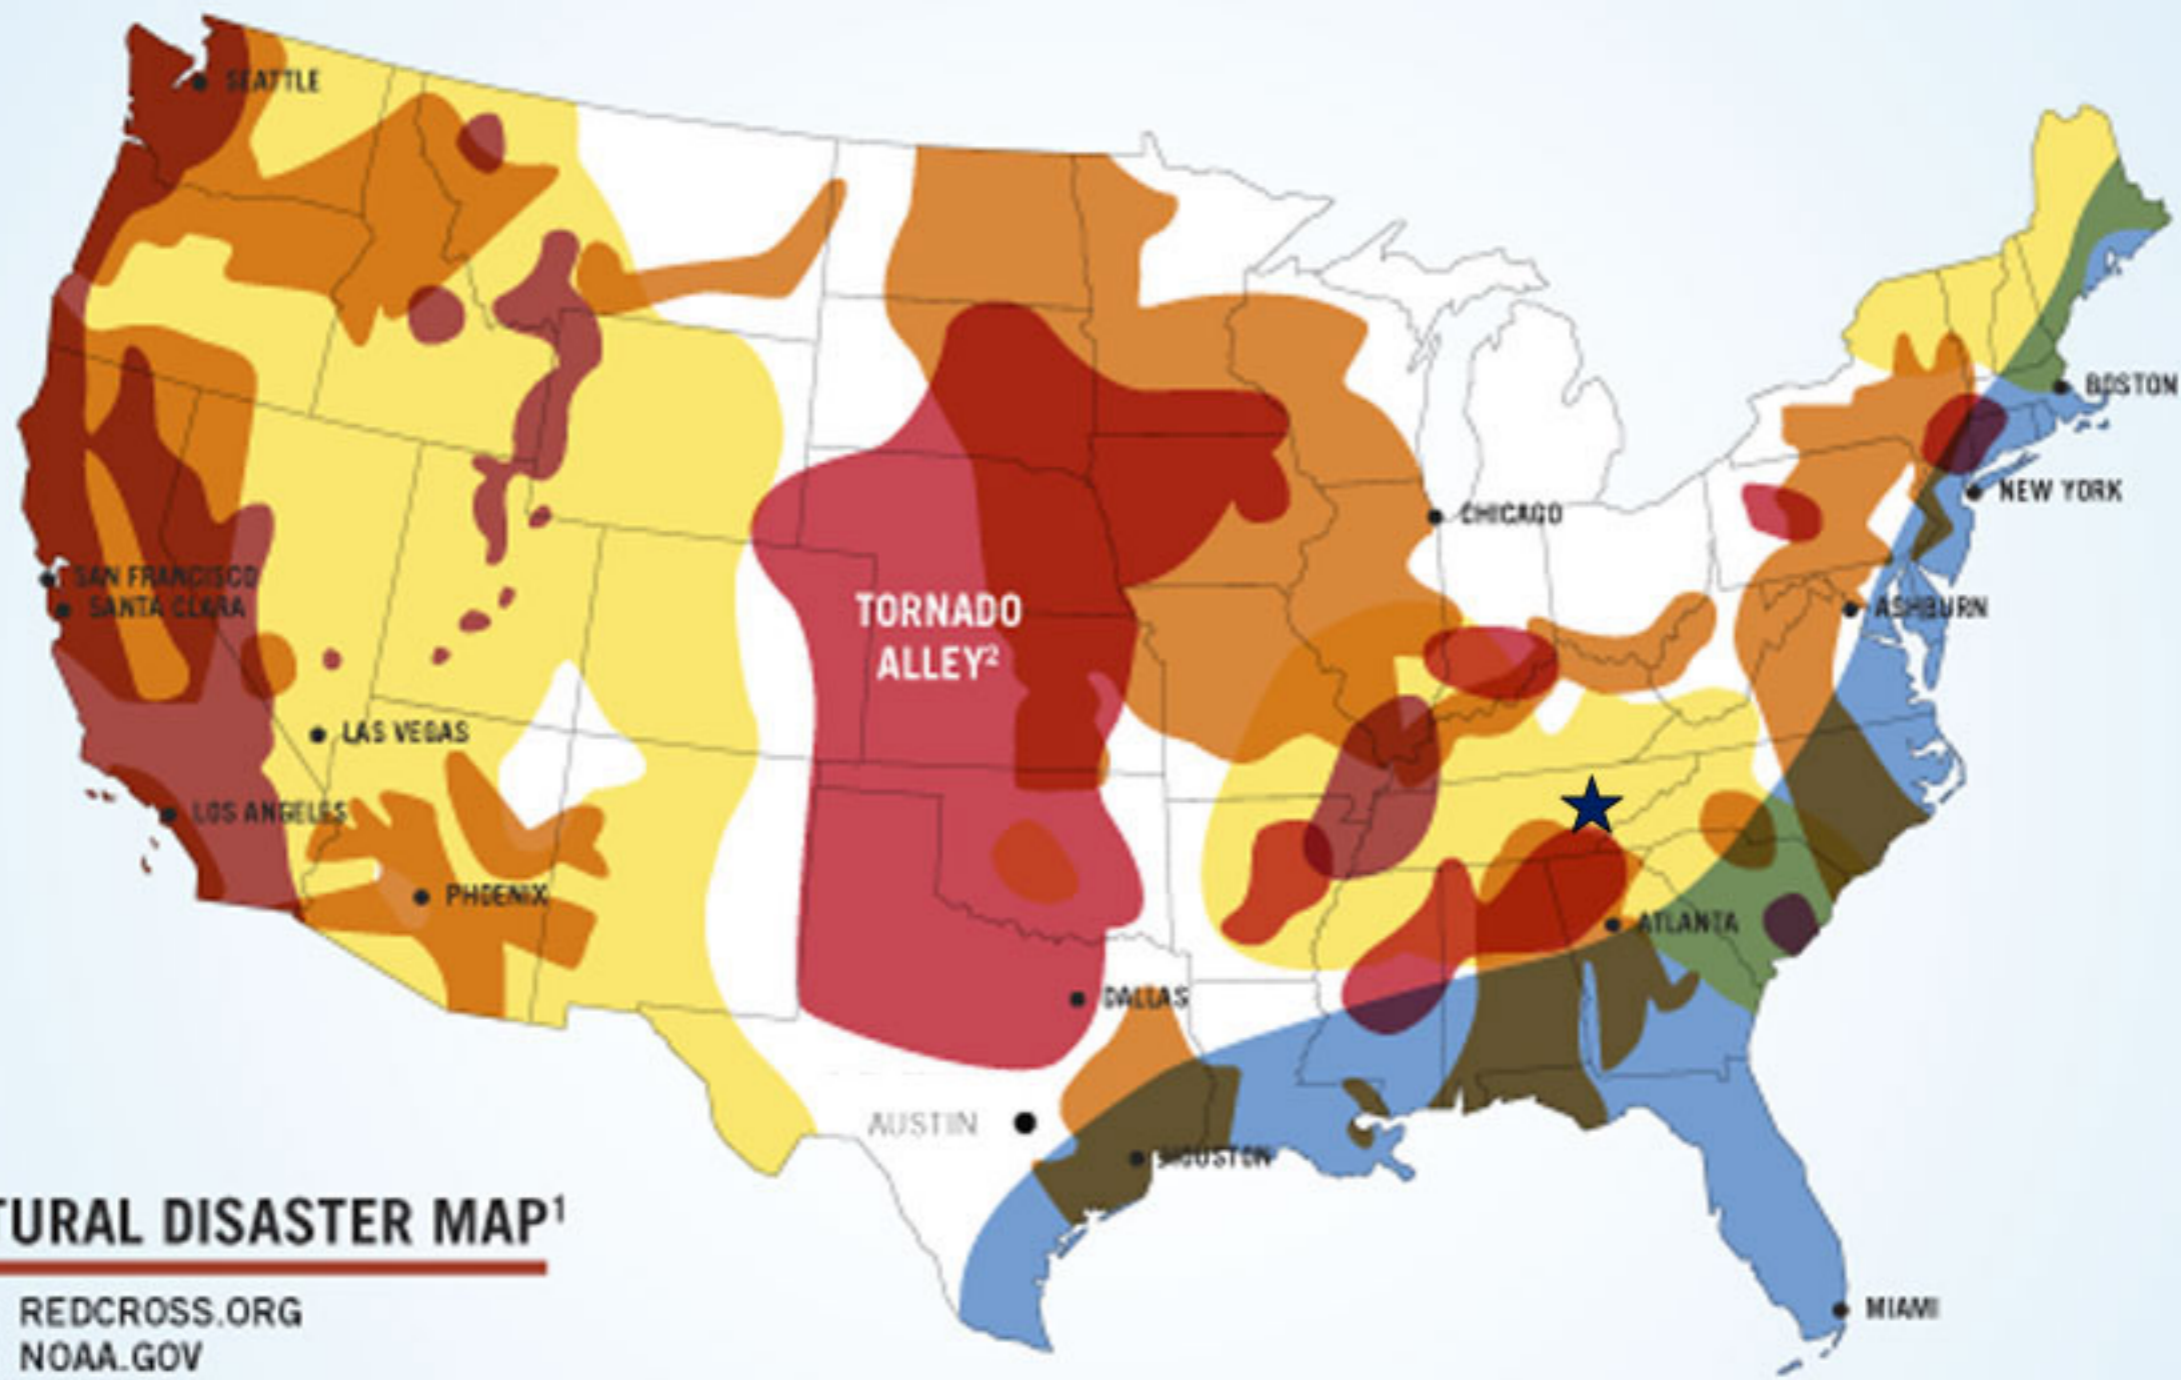 SEATTLE
BOSTON
NEW YORK
CHICAGO
SAN FRANCISCO
SANTA CLARA
TORNADO
ALLEY²
ASHBURN
LAS VEGAS
LOS ANGELES
PHOENIX
ATLANTA
DALLAS
AUSTIN
HOUSTON
TURAL DISASTER MAP¹
REDCROSS.ORG
NOAA.GOV
MIAMI